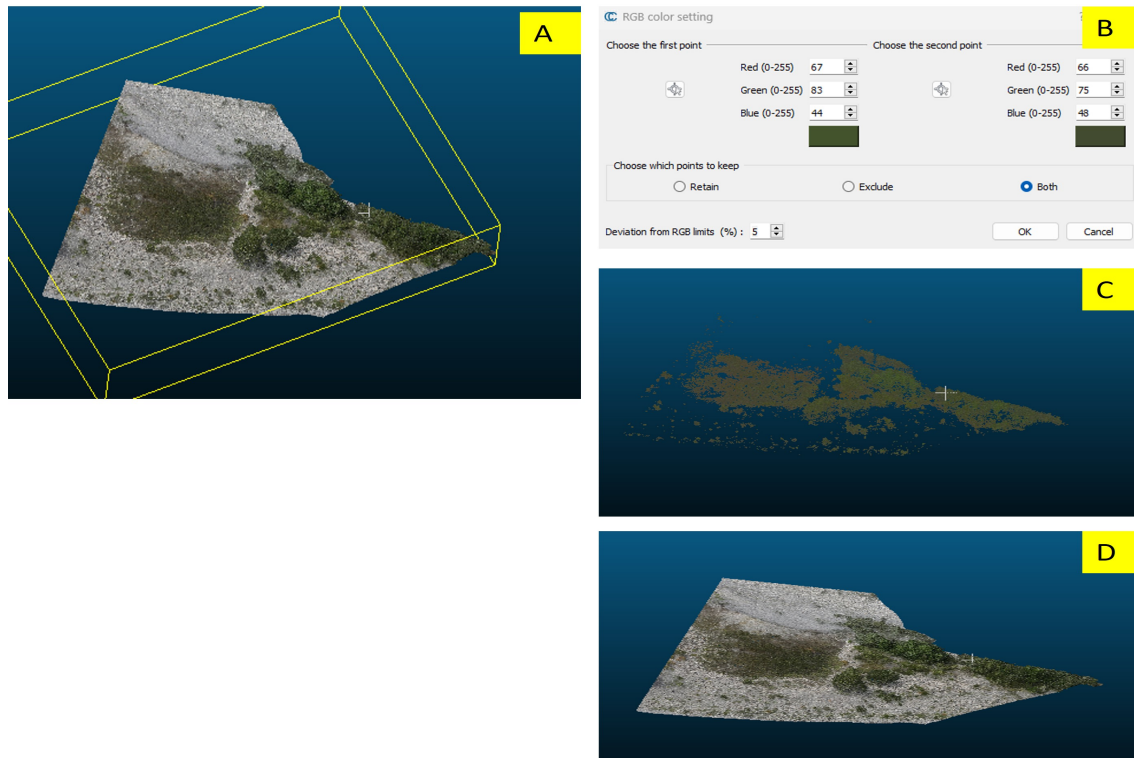 A
RGB color setting
B
Choose the first point
Choose the second point
Red (0-255) 67
Red (0-255) 66
Green (0-255) 83
Green (0-255) 75
Blue (0-255) 44
Blue (0-255) 48
Choose which points to keep
Retain
Exclude
Both
Deviation from RGB limits (%) : 5
OK
Cancel
C
D